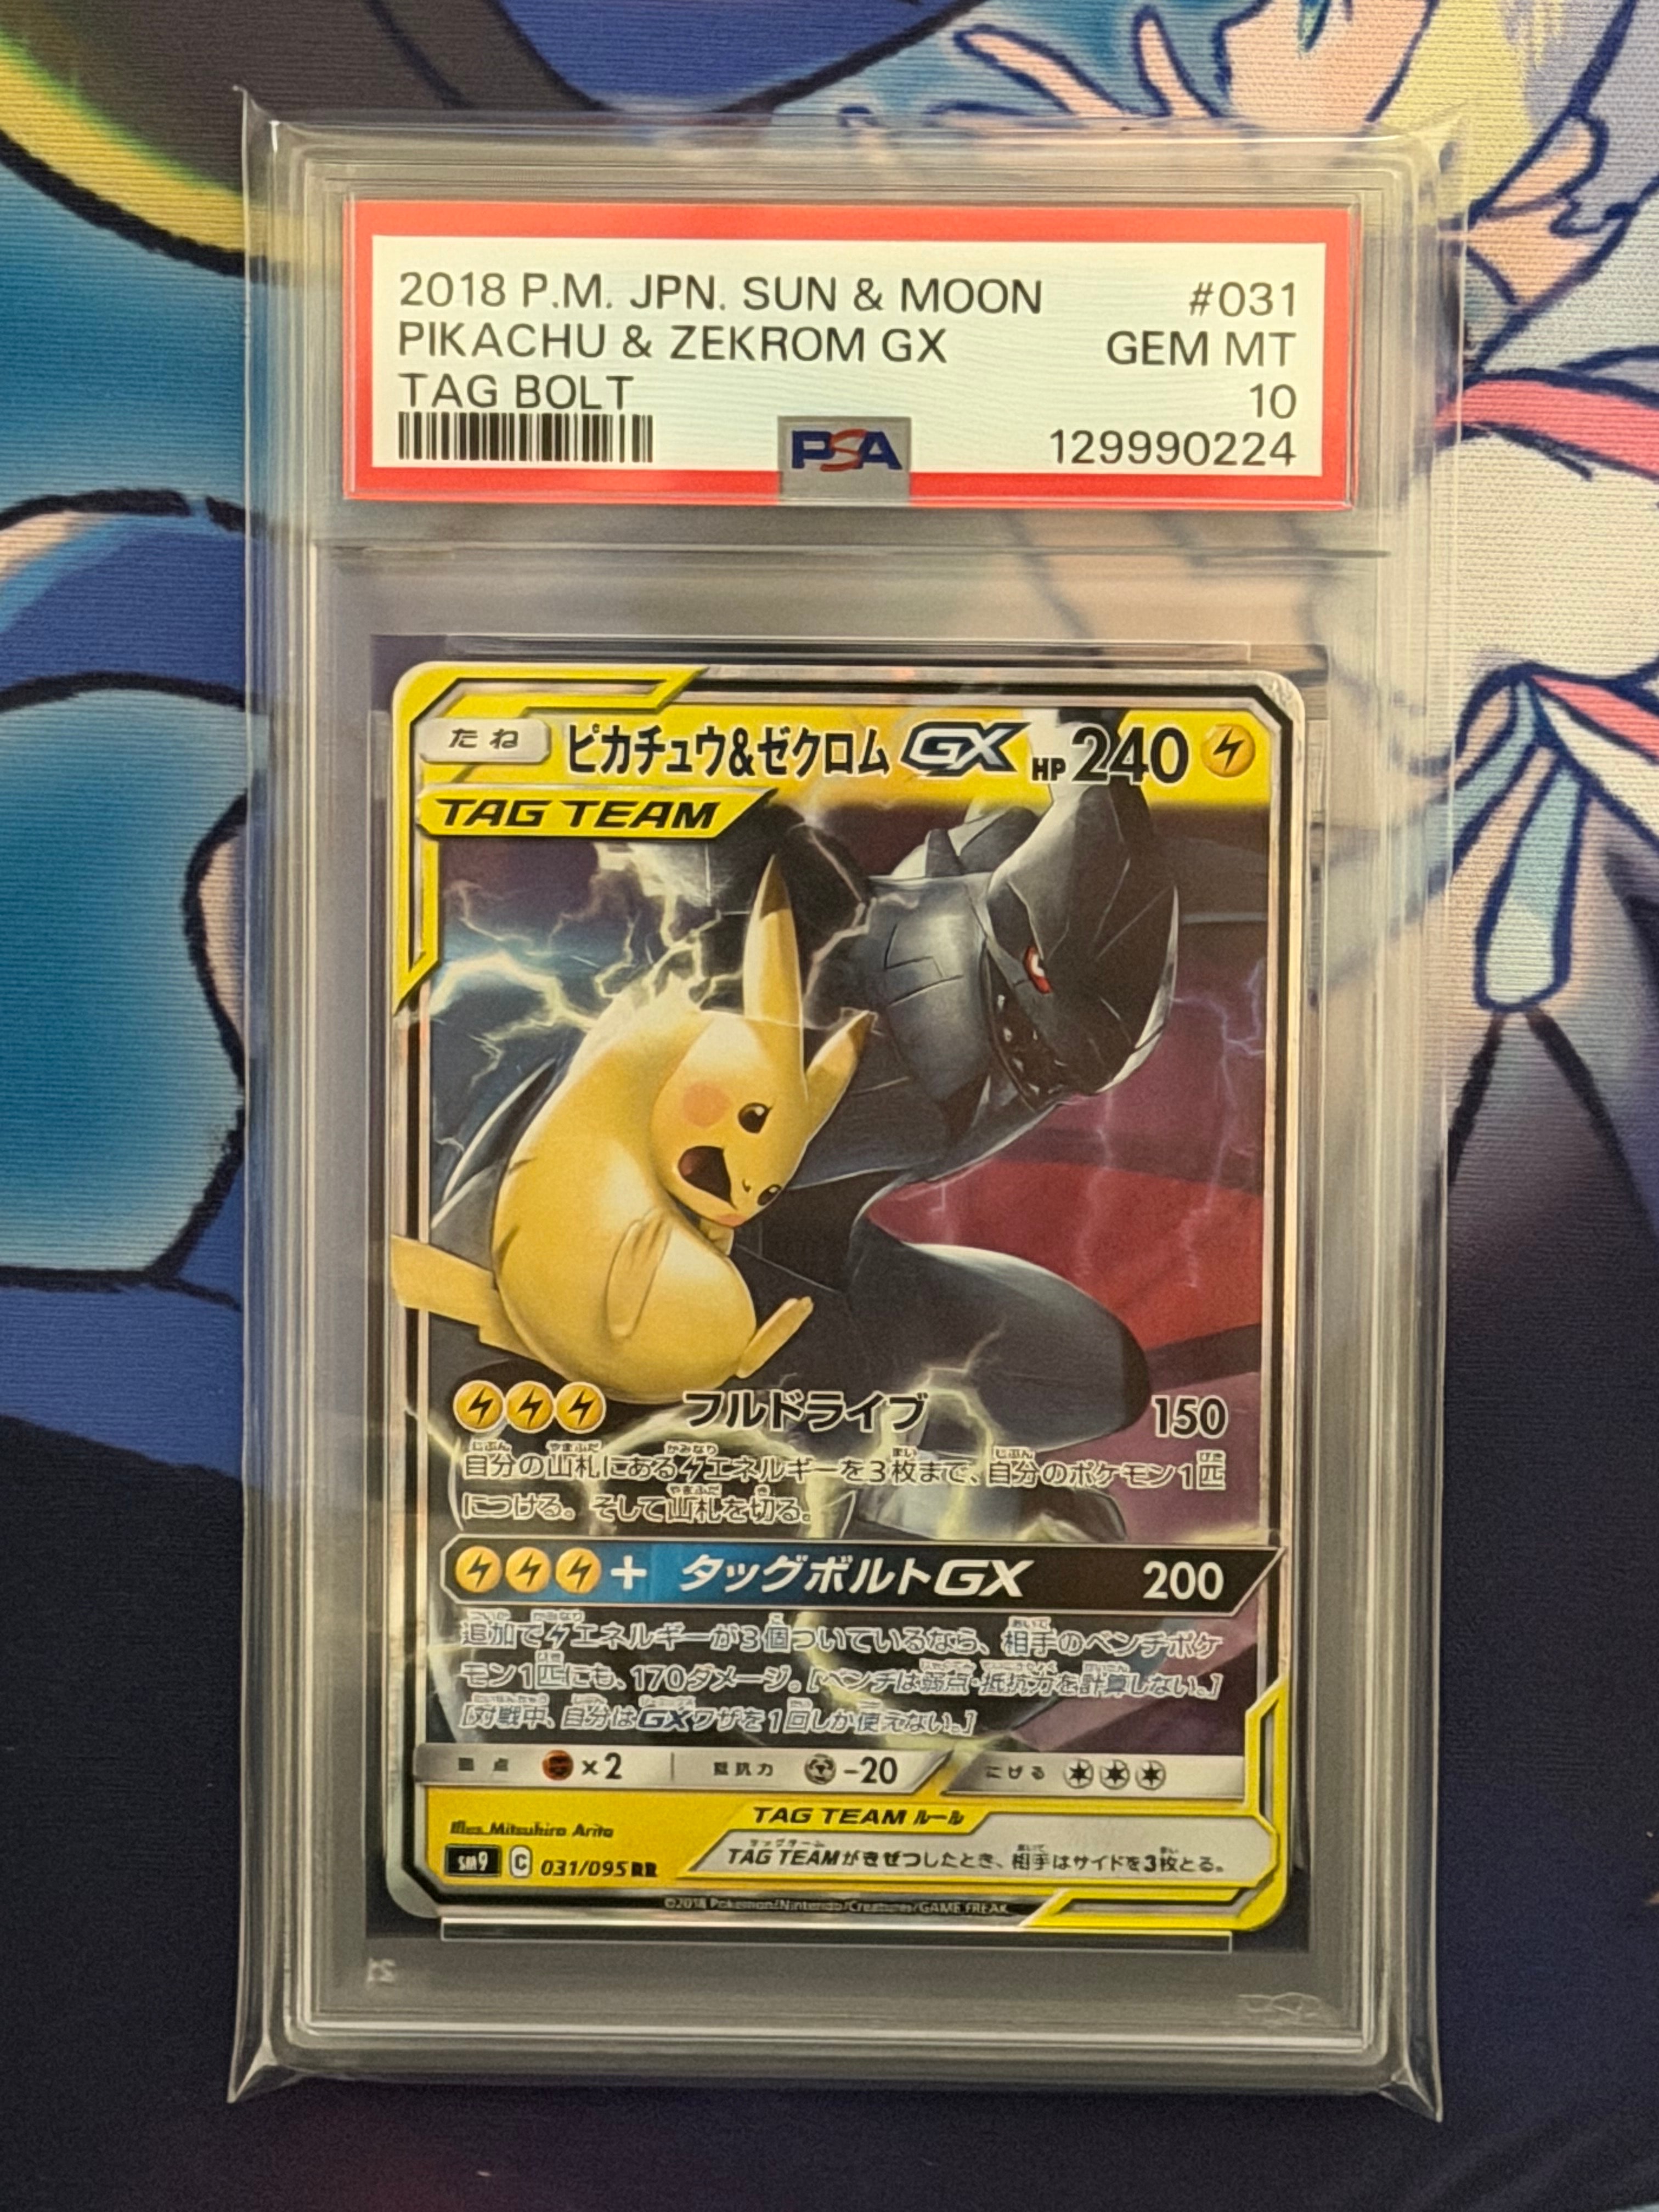 2018 P.M. JPN. SUN & MOON #031
PIKACHU & ZEKROM GX GEM MT
TAG BOLT 10
PSA 129990224
たね ピカチュウ&ゼクロムGX HP240
TAG TEAM
フルドライブ 150
自分の山札にあるエネルギーを3枚まで、自分のポケモン1匹
につける。そして山札を切る。
+ タッグボルトGX 200
追加でエネルギーが3個ついているなら、相手のベンチポケ
モン1匹にも、170ダメージ。[ベンチは弱点・抵抗力を計算しない。]
[対戦中、自分はGXワザを1回しか使えない。]
弱点 ×2 抵抗力 -20 にげる
Illus. Mitsuhiro Arita
TAG TEAM ルール
TAG TEAMがきぜつしたとき、相手はサイドを3枚とる。
sm9 C 031/095 RR
©2018 Pokémon/Nintendo/Creatures/GAME FREAK